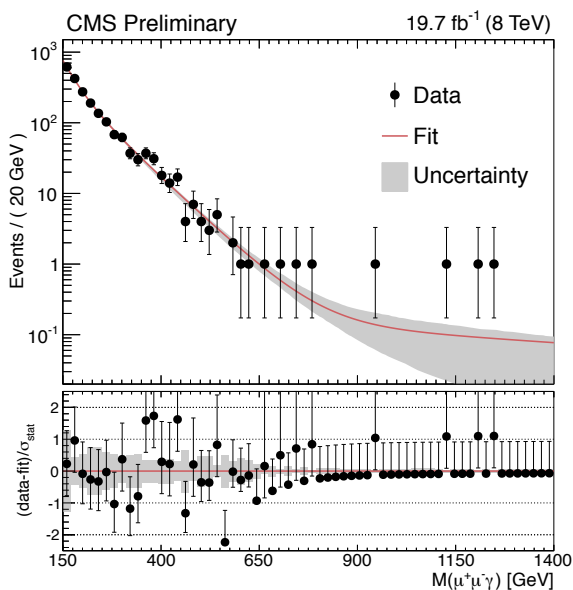 CMS Preliminary 19.7 fb⁻¹ (8 TeV)
10³
10²
10
1
10⁻¹
Events / ( 20 GeV )
Data
Fit
Uncertainty
2
1
0
-1
-2
(data-fit)/σ_stat
150 400 650 900 1150 1400
M(μ⁺μ⁻γ) [GeV]